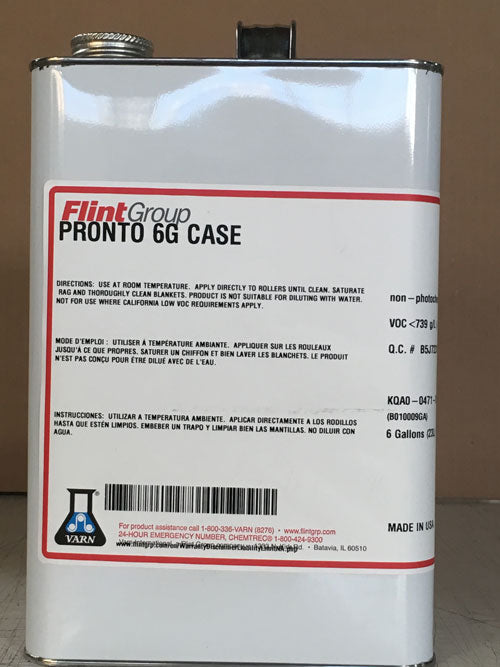 FlintGroup
PRONTO 6G CASE
DIRECTIONS: USE AT ROOM TEMPERATURE. APPLY DIRECTLY TO ROLLERS UNTIL CLEAN. SATURATE
RAG AND THOROUGHLY CLEAN BLANKETS. PRODUCT IS NOT SUITABLE FOR DILUTING WITH WATER.
NOT FOR USE WHERE CALIFORNIA LOW VOC REQUIREMENTS APPLY.
MODE D'EMPLOI : UTILISER À TEMPÉRATURE AMBIANTE. APPLIQUER SUR LES ROULEAUX
JUSQU'À CE QUE PROPRES. SATURER UN CHIFFON ET BIEN LAVER LES BLANCHETS. LE PRODUIT
N'EST PAS CONÇU POUR ÊTRE DILUÉ AVEC DE L'EAU.
INSTRUCCIONES: UTILIZAR A TEMPERATURA AMBIENTE. APLICAR DIRECTAMENTE A LOS RODILLOS
HASTA QUE ESTÉN LIMPIOS. EMBEBER UN TRAPO Y LIMPIAR BIEN LAS MANTILLAS. NO DILUIR CON
AGUA.
non-photoche
VOC <739 g/L
Q.C. # B5J72
KQA0-0471-
(B010009GA)
6 Gallons (23L
MADE IN USA
VARN
®
For product assistance call 1-800-336-VARN (8276) • www.flintgrp.com
24-HOUR EMERGENCY NUMBER, CHEMTREC® 1-800-424-9300
• Batavia, IL 60510